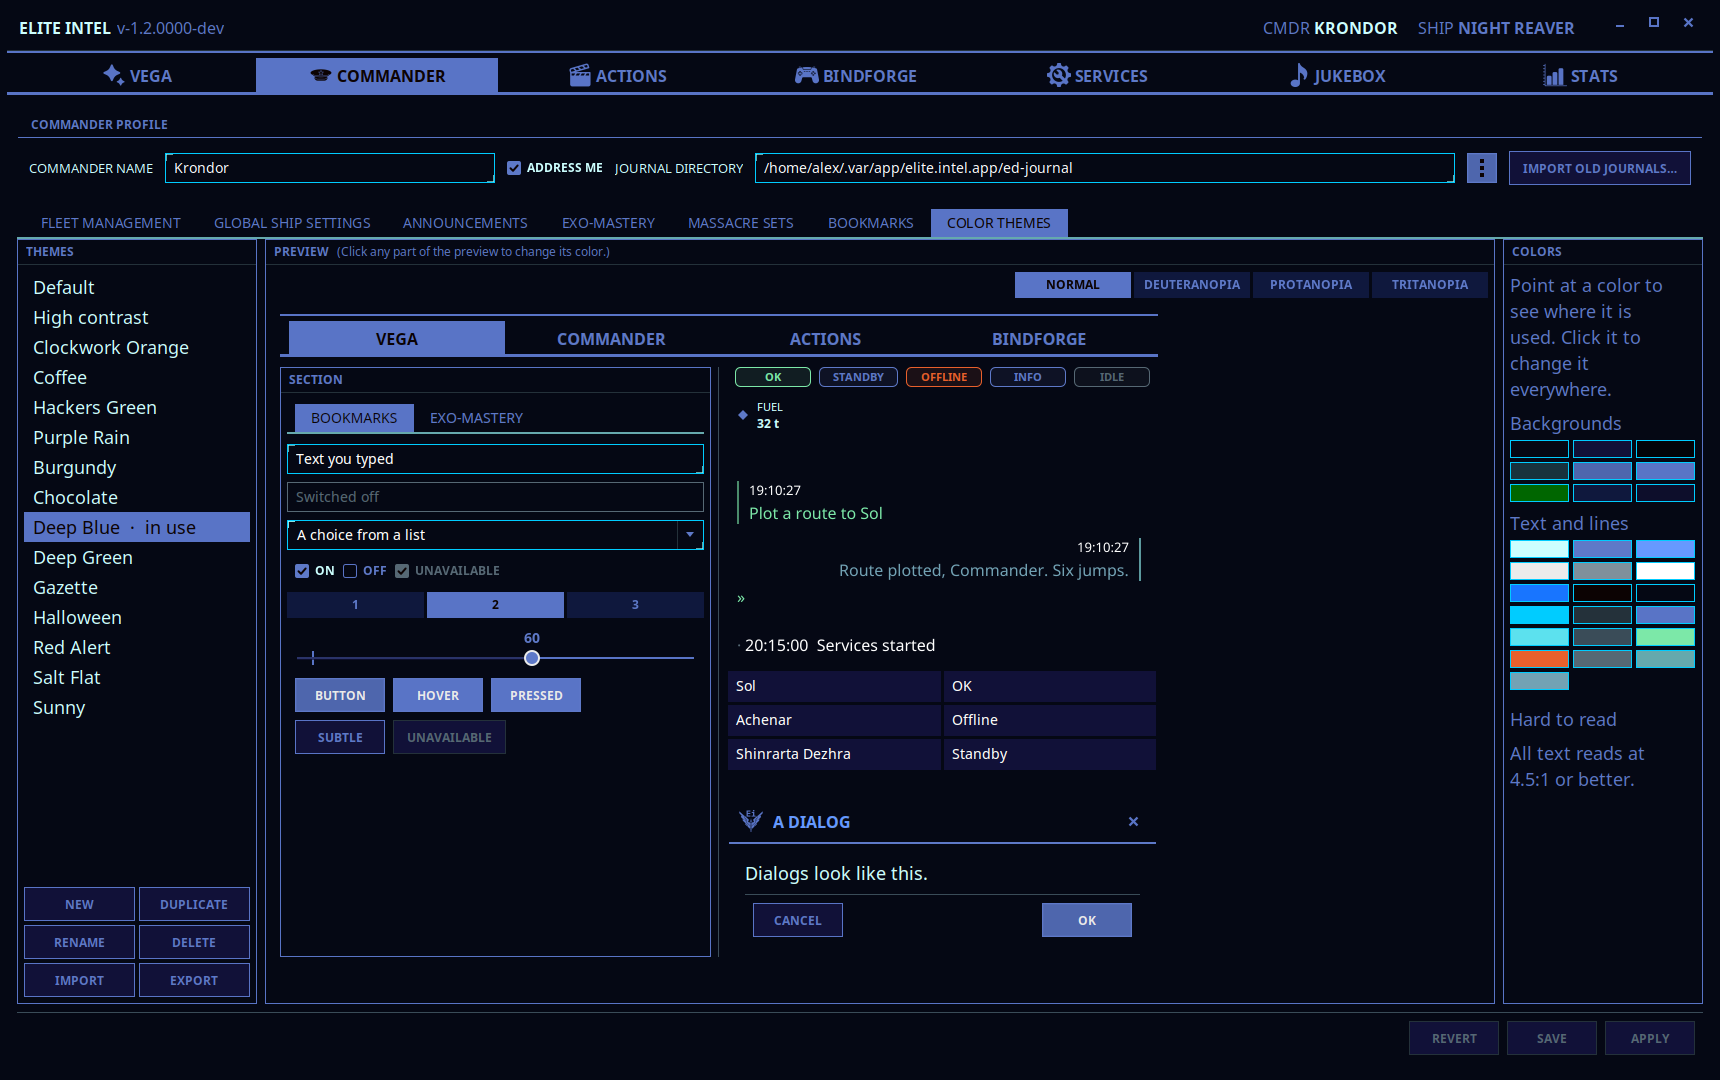 ELITE INTEL v-1.2.0000-dev
CMDR KRONDOR SHIP NIGHT REAVER
VEGA COMMANDER ACTIONS BINDFORGE SERVICES JUKEBOX STATS
COMMANDER PROFILE
COMMANDER NAME Krondor ADDRESS ME JOURNAL DIRECTORY /home/alex/.var/app/elite.intel.app/ed-journal IMPORT OLD JOURNALS...
FLEET MANAGEMENT GLOBAL SHIP SETTINGS ANNOUNCEMENTS EXO-MASTERY MASSACRE SETS BOOKMARKS COLOR THEMES
THEMES
Default
High contrast
Clockwork Orange
Coffee
Hackers Green
Purple Rain
Burgundy
Chocolate
Deep Blue · in use
Deep Green
Gazette
Halloween
Red Alert
Salt Flat
Sunny
NEW DUPLICATE
RENAME DELETE
IMPORT EXPORT
PREVIEW (Click any part of the preview to change its color.)
NORMAL DEUTERANOPIA PROTANOPIA TRITANOPIA
VEGA COMMANDER ACTIONS BINDFORGE
SECTION
BOOKMARKS EXO-MASTERY
Text you typed
Switched off
A choice from a list
ON OFF UNAVAILABLE
1 2 3
60
BUTTON HOVER PRESSED
SUBTLE UNAVAILABLE
OK STANDBY OFFLINE INFO IDLE
FUEL
32 t
19:10:27
Plot a route to Sol
19:10:27
Route plotted, Commander. Six jumps.
»
· 20:15:00 Services started
Sol OK
Achenar Offline
Shinrarta Dezhra Standby
A DIALOG
Dialogs look like this.
CANCEL OK
COLORS
Point at a color to
see where it is
used. Click it to
change it
everywhere.
Backgrounds
Text and lines
Hard to read
All text reads at
4.5:1 or better.
REVERT SAVE APPLY